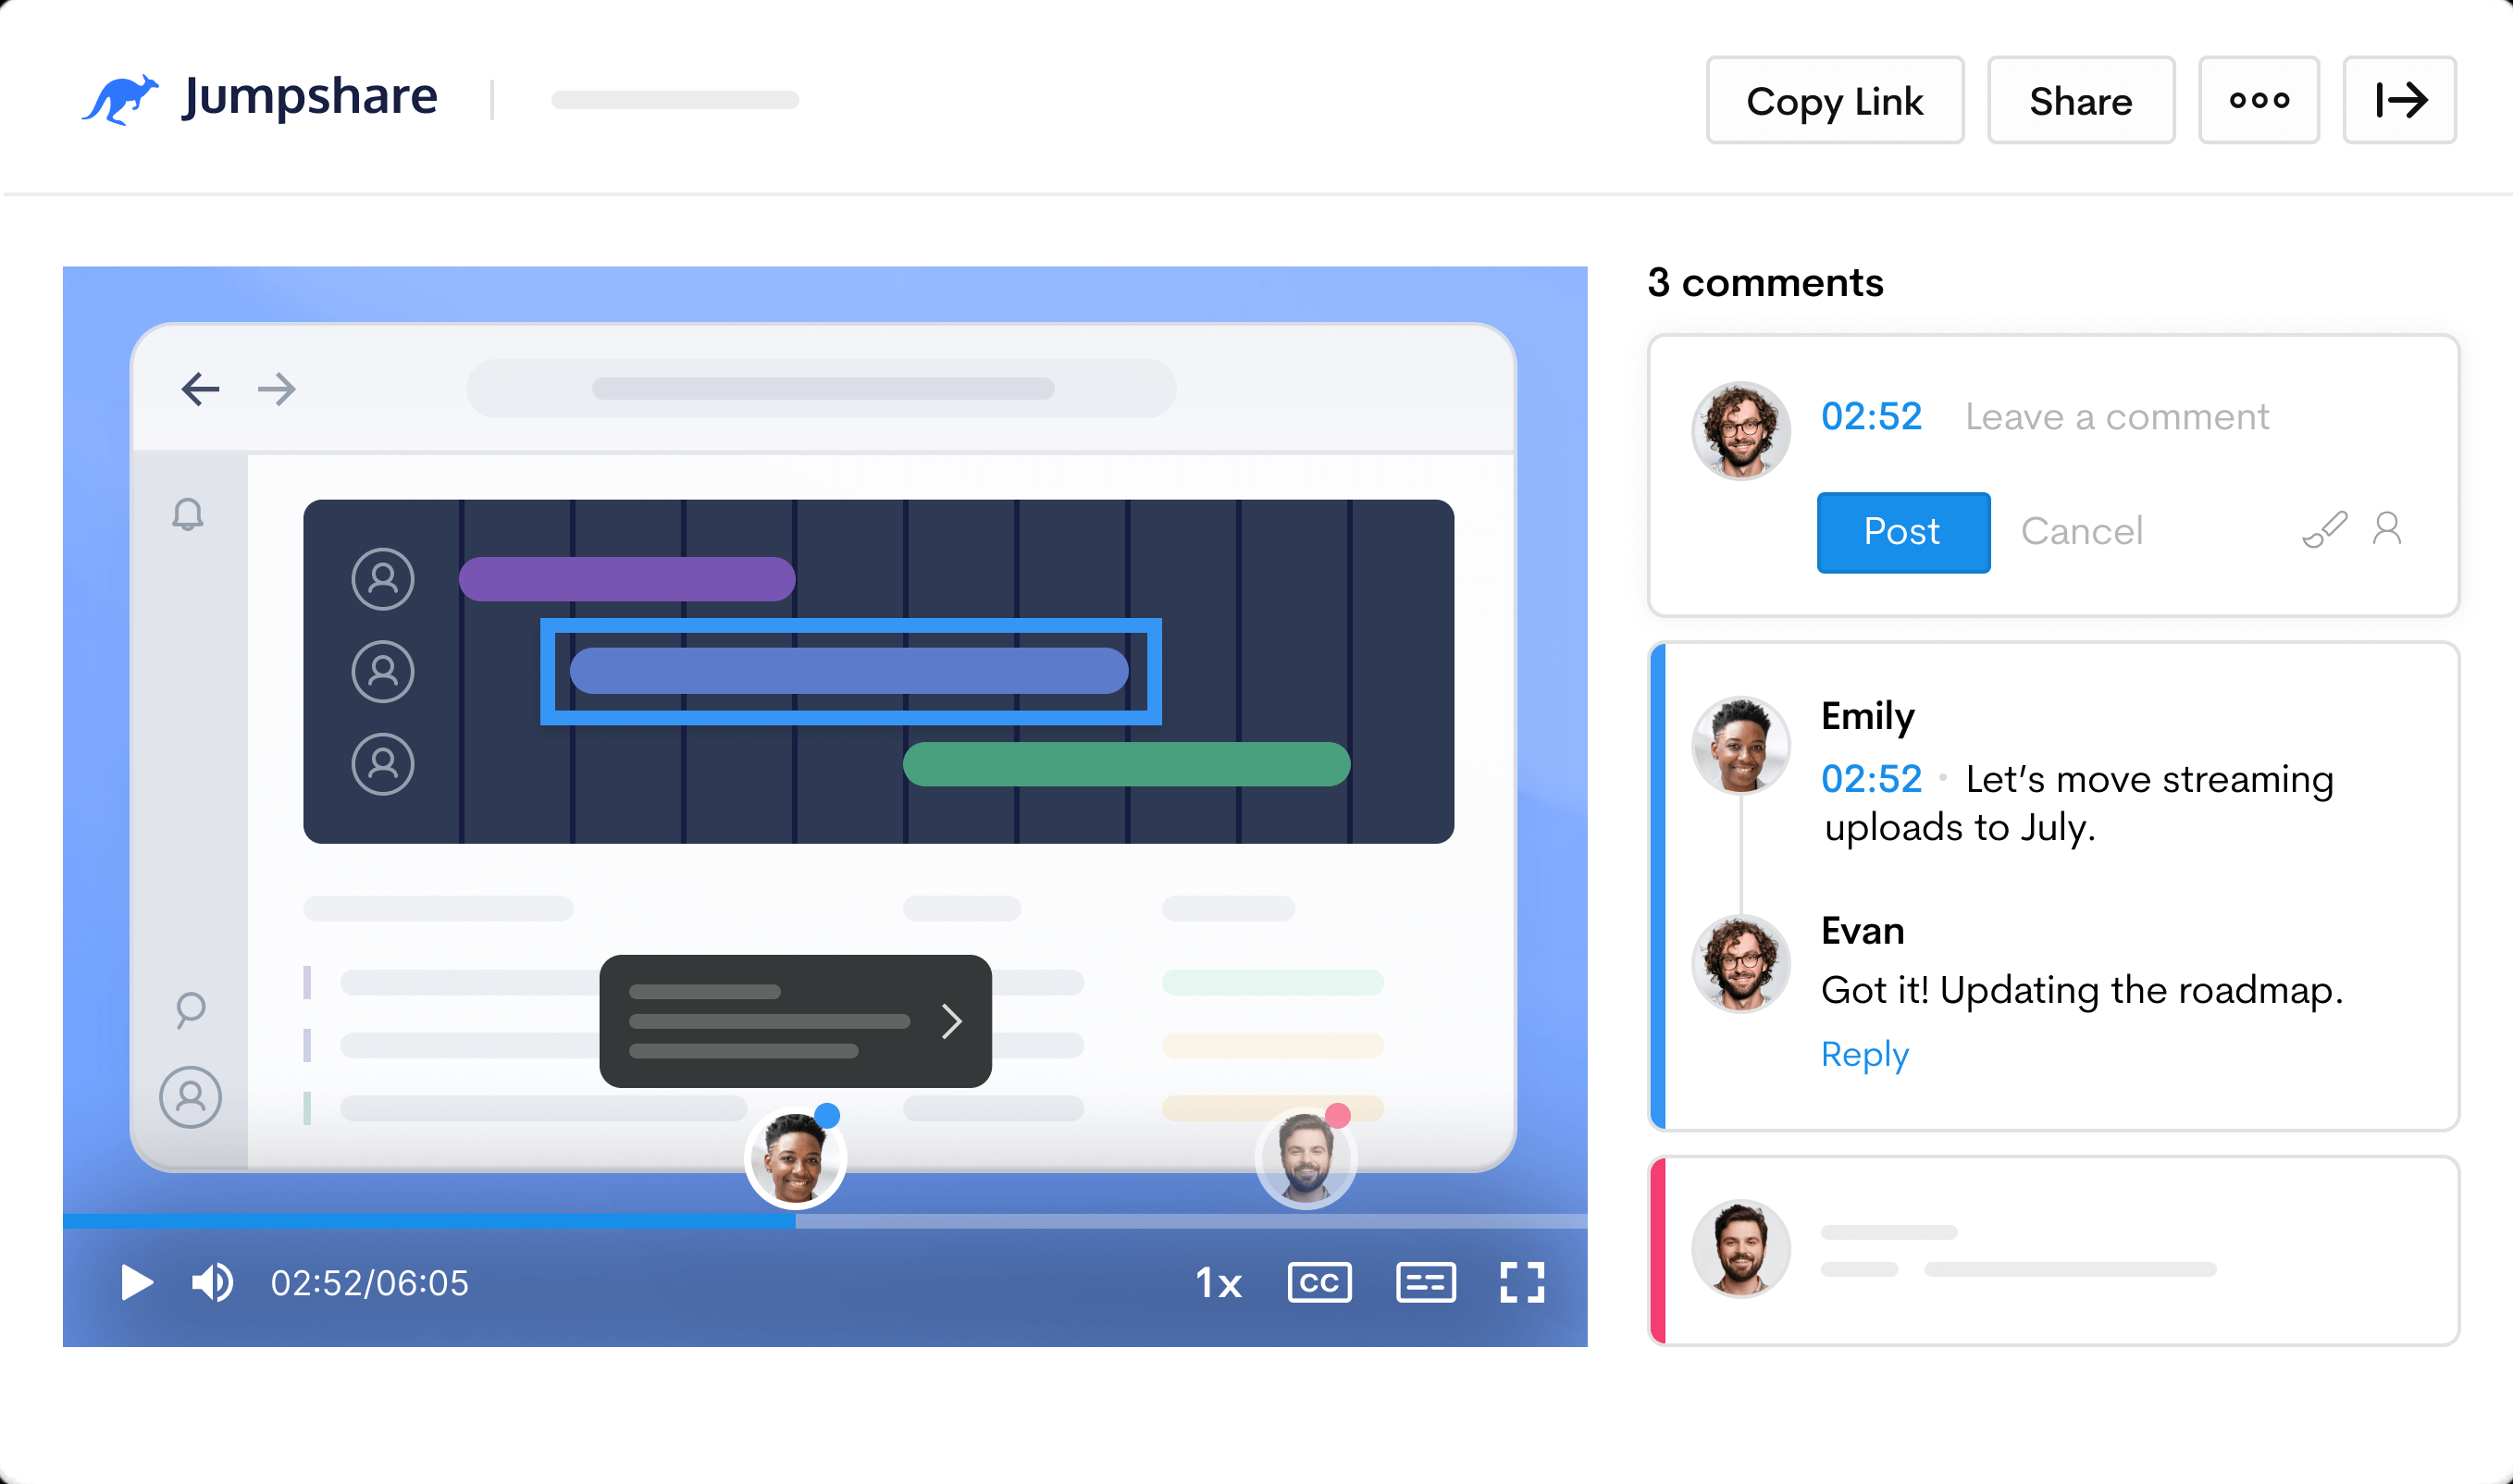 Jumpshare
Copy Link
Share
3 comments
02:52 Leave a comment
Post
Cancel
Emily
02:52 • Let’s move streaming
uploads to July.
Evan
Got it! Updating the roadmap.
Reply
02:52/06:05
1x
CC